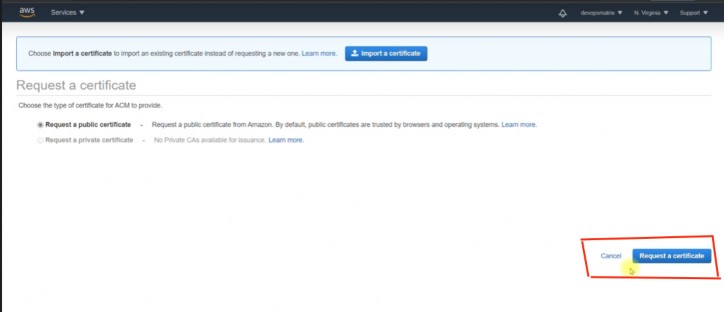 aws Services ▼ devopsmatrix ▼ N. Virginia ▼ Support ▼
Choose Import a certificate to import an existing certificate instead of requesting a new one. Learn more. Import a certificate
Request a certificate
Choose the type of certificate for ACM to provide.
Request a public certificate - Request a public certificate from Amazon. By default, public certificates are trusted by browsers and operating systems. Learn more.
Request a private certificate - No Private CAs available for issuance. Learn more.
Cancel Request a certificate